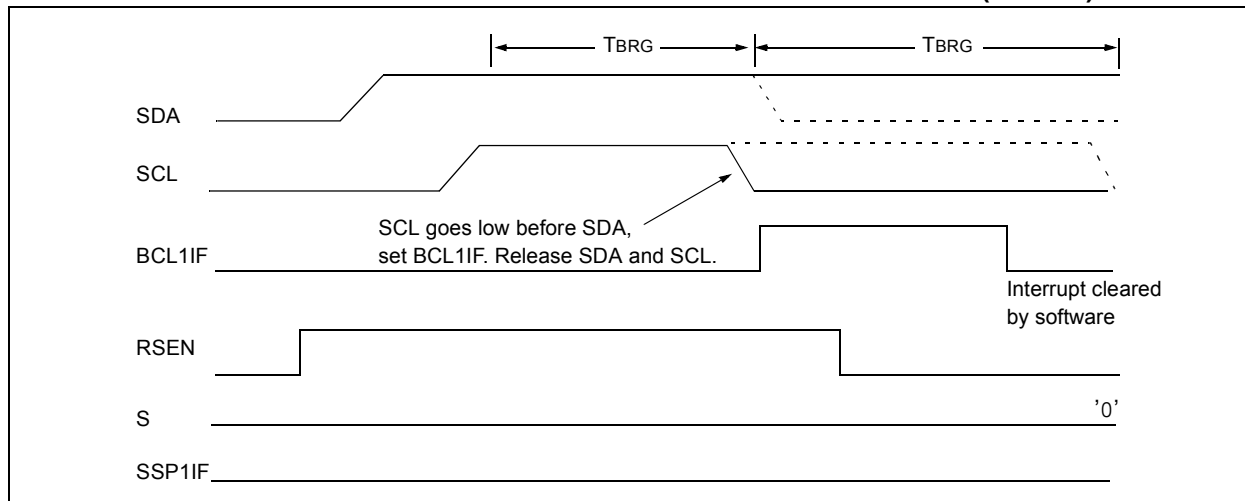 TBRG TBRG
SDA
SCL
SCL goes low before SDA,
set BCL1IF. Release SDA and SCL.
BCL1IF
Interrupt cleared
by software
RSEN
S
'0'
SSP1IF